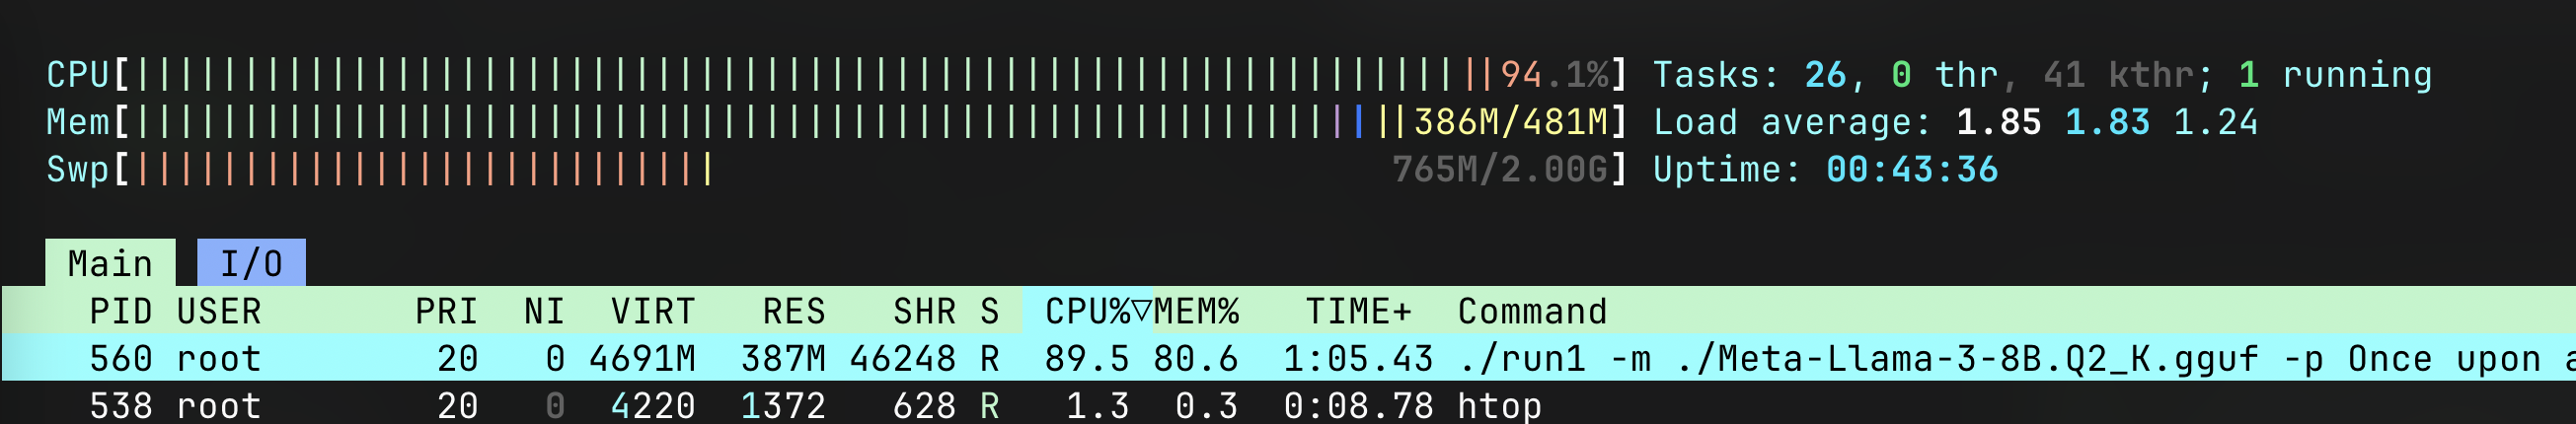 CPU[|||||||||||||||||||||||||||||||||||||||||||||||||||||||||||||||94.1%] Tasks: 26, 0 thr, 41 kthr; 1 running
Mem[|||||||||||||||||||||||||||||||||||||||||||||||||||||||||||386M/481M] Load average: 1.85 1.83 1.24
Swp[||||||||||||||||||||||||||| 765M/2.00G] Uptime: 00:43:36
Main I/O
PID USER PRI NI VIRT RES SHR S CPU%▽MEM% TIME+ Command
560 root 20 0 4691M 387M 46248 R 89.5 80.6 1:05.43 ./run1 -m ./Meta-Llama-3-8B.Q2_K.gguf -p Once upon a
538 root 20 0 4220 1372 628 R 1.3 0.3 0:08.78 htop